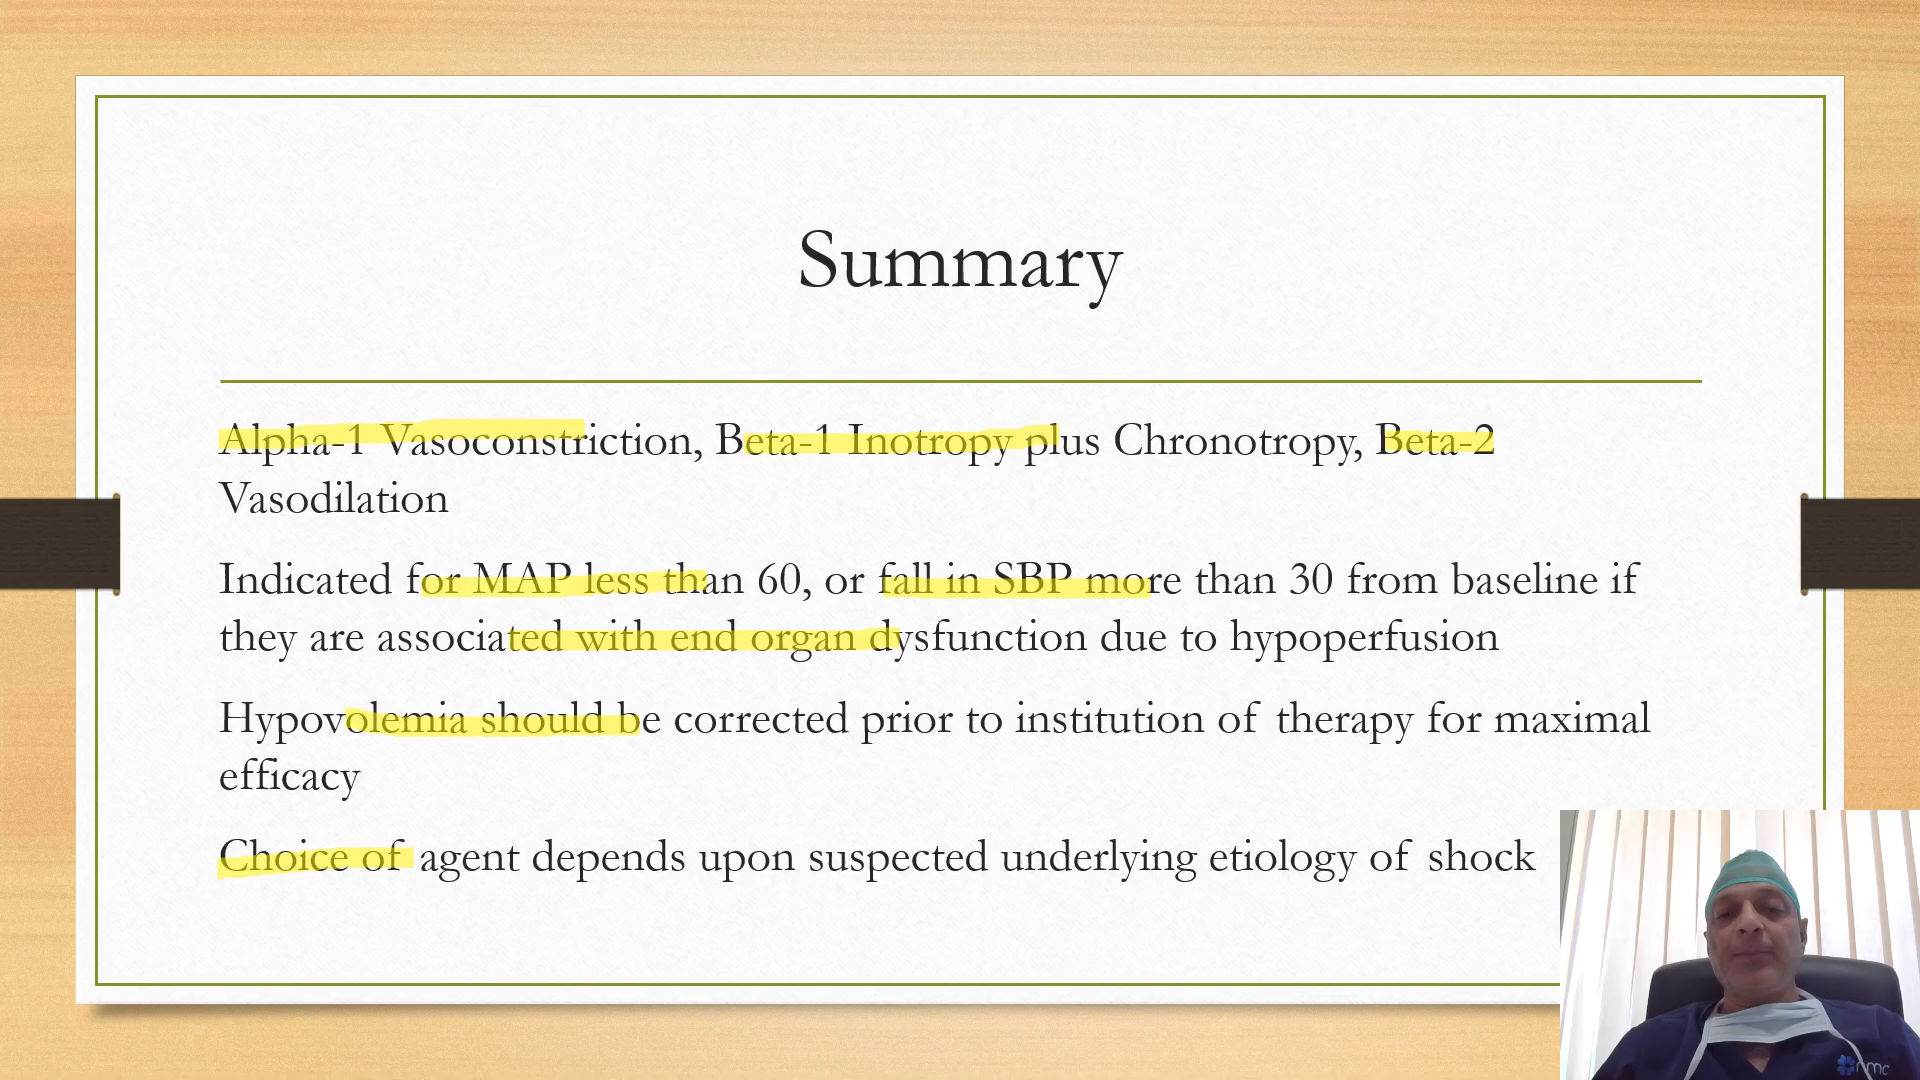 Summary
Alpha-1 Vasoconstriction, Beta-1 Inotropy plus Chronotropy, Beta-2
Vasodilation
Indicated for MAP less than 60, or fall in SBP more than 30 from baseline if
they are associated with end organ dysfunction due to hypoperfusion
Hypovolemia should be corrected prior to institution of therapy for maximal
efficacy
Choice of agent depends upon suspected underlying etiology of shock
nmc